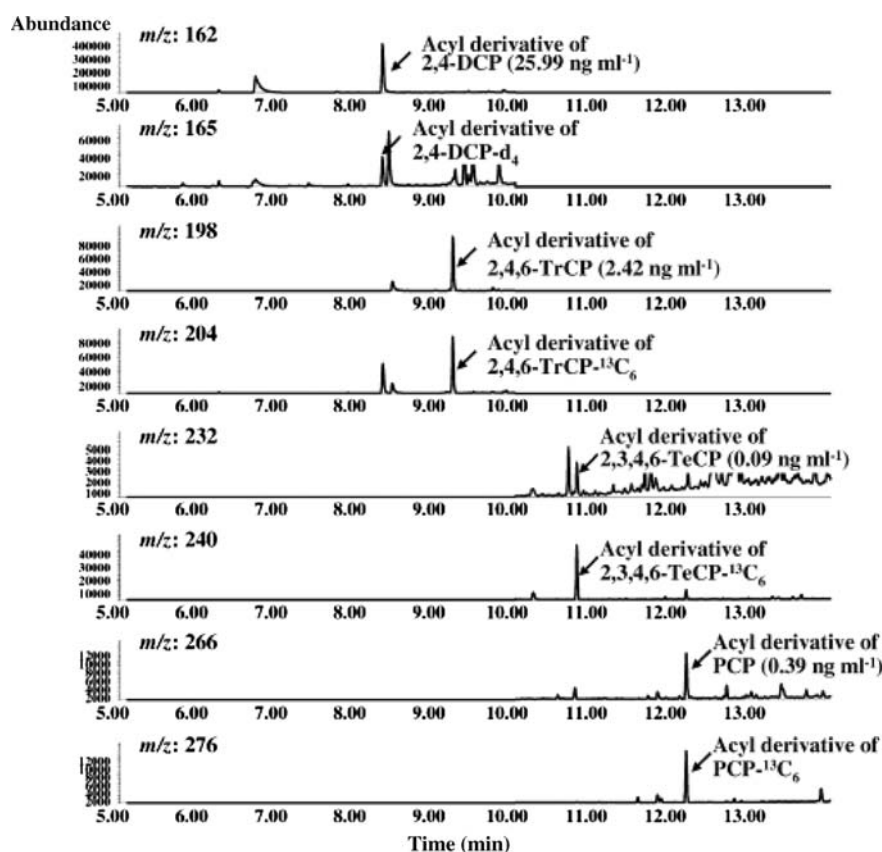 Abundance
m/z: 162
Acyl derivative of
2,4-DCP (25.99 ng ml⁻¹)
400000
300000
200000
100000
5.00 6.00 7.00 8.00 9.00 10.00 11.00 12.00 13.00
m/z: 165
Acyl derivative of
2,4-DCP-d₄
60000
40000
20000
0
5.00 6.00 7.00 8.00 9.00 10.00 11.00 12.00 13.00
m/z: 198
Acyl derivative of
2,4,6-TrCP (2.42 ng ml⁻¹)
80000
60000
40000
20000
5.00 6.00 7.00 8.00 9.00 10.00 11.00 12.00 13.00
m/z: 204
Acyl derivative of
2,4,6-TrCP-¹³C₆
80000
60000
40000
20000
5.00 6.00 7.00 8.00 9.00 10.00 11.00 12.00 13.00
m/z: 232
Acyl derivative of
2,3,4,6-TeCP (0.09 ng ml⁻¹)
5000
4000
3000
2000
1000
5.00 6.00 7.00 8.00 9.00 10.00 11.00 12.00 13.00
m/z: 240
Acyl derivative of
2,3,4,6-TeCP-¹³C₆
40000
30000
20000
10000
5.00 6.00 7.00 8.00 9.00 10.00 11.00 12.00 13.00
m/z: 266
Acyl derivative of
PCP (0.39 ng ml⁻¹)
12000
8000
6000
4000
2000
5.00 6.00 7.00 8.00 9.00 10.00 11.00 12.00 13.00
m/z: 276
Acyl derivative of
PCP-¹³C₆
12000
8000
6000
4000
2000
5.00 6.00 7.00 8.00 9.00 10.00 11.00 12.00 13.00
Time (min)